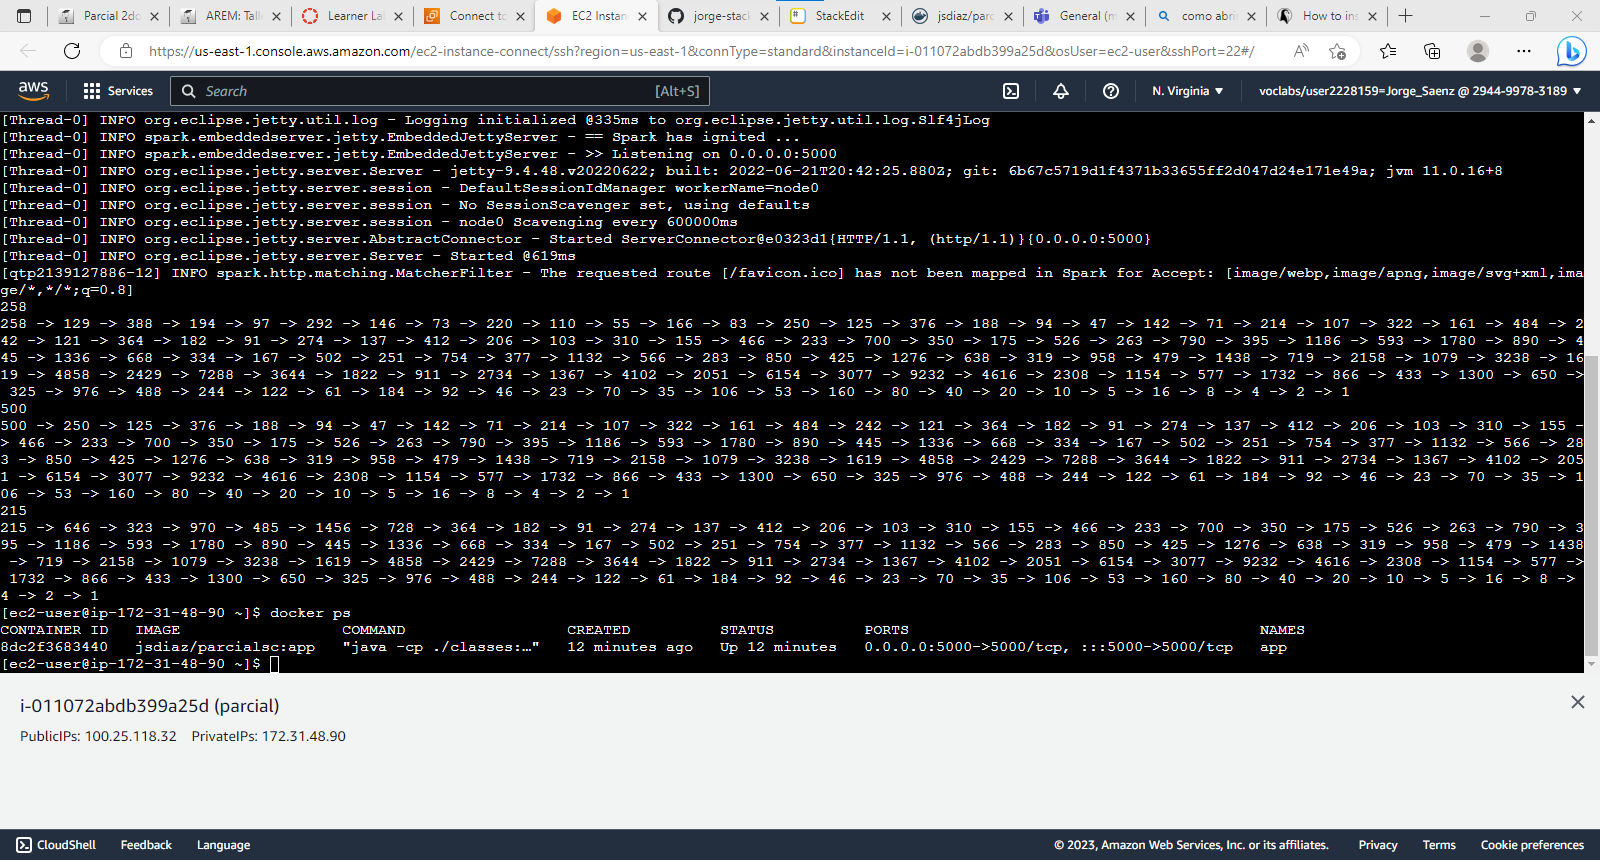 Parcial 2do
AREM: Tall
Learner La
Connect to
EC2 Instan
jorge-stack
StackEdit
jsdiaz/parc
General (m
como abri
How to ins
https://us-east-1.console.aws.amazon.com/ec2-instance-connect/ssh?region=us-east-1&connType=standard&instanceId=i-011072abdb399a25d&osUser=ec2-user&sshPort=22#/
aws Services Search [Alt+S] N. Virginia voclabs/user2228159=Jorge_Saenz @ 2944-9978-3189
[Thread-0] INFO org.eclipse.jetty.util.log - Logging initialized @335ms to org.eclipse.jetty.util.log.Slf4jLog
[Thread-0] INFO spark.embeddedserver.jetty.EmbeddedJettyServer - == Spark has ignited ...
[Thread-0] INFO spark.embeddedserver.jetty.EmbeddedJettyServer - >> Listening on 0.0.0.0:5000
[Thread-0] INFO org.eclipse.jetty.server.Server - jetty-9.4.48.v20220622; built: 2022-06-21T20:42:25.880Z; git: 6b67c5719d1f4371b33655ff2d047d24e171e49a; jvm 11.0.16+8
[Thread-0] INFO org.eclipse.jetty.server.session - DefaultSessionIdManager workerName=node0
[Thread-0] INFO org.eclipse.jetty.server.session - No SessionScavenger set, using defaults
[Thread-0] INFO org.eclipse.jetty.server.session - node0 Scavenging every 600000ms
[Thread-0] INFO org.eclipse.jetty.server.AbstractConnector - Started ServerConnector@e0323d1{HTTP/1.1, (http/1.1)}{0.0.0.0:5000}
[Thread-0] INFO org.eclipse.jetty.server.Server - Started @619ms
[qtp2139127886-12] INFO spark.http.matching.MatcherFilter - The requested route [/favicon.ico] has not been mapped in Spark for Accept: [image/webp,image/apng,image/svg+xml,ima
ge/*,*/*;q=0.8]
258
258 -> 129 -> 388 -> 194 -> 97 -> 292 -> 146 -> 73 -> 220 -> 110 -> 55 -> 166 -> 83 -> 250 -> 125 -> 376 -> 188 -> 94 -> 47 -> 142 -> 71 -> 214 -> 107 -> 322 -> 161 -> 484 -> 2
42 -> 121 -> 364 -> 182 -> 91 -> 274 -> 137 -> 412 -> 206 -> 103 -> 310 -> 155 -> 466 -> 233 -> 700 -> 350 -> 175 -> 526 -> 263 -> 790 -> 395 -> 1186 -> 593 -> 1780 -> 890 -> 4
45 -> 1336 -> 668 -> 334 -> 167 -> 502 -> 251 -> 754 -> 377 -> 1132 -> 566 -> 283 -> 850 -> 425 -> 1276 -> 638 -> 319 -> 958 -> 479 -> 1438 -> 719 -> 2158 -> 1079 -> 3238 -> 16
19 -> 4858 -> 2429 -> 7288 -> 3644 -> 1822 -> 911 -> 2734 -> 1367 -> 4102 -> 2051 -> 6154 -> 3077 -> 9232 -> 4616 -> 2308 -> 1154 -> 577 -> 1732 -> 866 -> 433 -> 1300 -> 650 ->
325 -> 976 -> 488 -> 244 -> 122 -> 61 -> 184 -> 92 -> 46 -> 23 -> 70 -> 35 -> 106 -> 53 -> 160 -> 80 -> 40 -> 20 -> 10 -> 5 -> 16 -> 8 -> 4 -> 2 -> 1
500
500 -> 250 -> 125 -> 376 -> 188 -> 94 -> 47 -> 142 -> 71 -> 214 -> 107 -> 322 -> 161 -> 484 -> 242 -> 121 -> 364 -> 182 -> 91 -> 274 -> 137 -> 412 -> 206 -> 103 -> 310 -> 155 -
> 466 -> 233 -> 700 -> 350 -> 175 -> 526 -> 263 -> 790 -> 395 -> 1186 -> 593 -> 1780 -> 890 -> 445 -> 1336 -> 668 -> 334 -> 167 -> 502 -> 251 -> 754 -> 377 -> 1132 -> 566 -> 28
3 -> 850 -> 425 -> 1276 -> 638 -> 319 -> 958 -> 479 -> 1438 -> 719 -> 2158 -> 1079 -> 3238 -> 1619 -> 4858 -> 2429 -> 7288 -> 3644 -> 1822 -> 911 -> 2734 -> 1367 -> 4102 -> 205
1 -> 6154 -> 3077 -> 9232 -> 4616 -> 2308 -> 1154 -> 577 -> 1732 -> 866 -> 433 -> 1300 -> 650 -> 325 -> 976 -> 488 -> 244 -> 122 -> 61 -> 184 -> 92 -> 46 -> 23 -> 70 -> 35 -> 1
06 -> 53 -> 160 -> 80 -> 40 -> 20 -> 10 -> 5 -> 16 -> 8 -> 4 -> 2 -> 1
215
215 -> 646 -> 323 -> 970 -> 485 -> 1456 -> 728 -> 364 -> 182 -> 91 -> 274 -> 137 -> 412 -> 206 -> 103 -> 310 -> 155 -> 466 -> 233 -> 700 -> 350 -> 175 -> 526 -> 263 -> 790 -> 3
95 -> 1186 -> 593 -> 1780 -> 890 -> 445 -> 1336 -> 668 -> 334 -> 167 -> 502 -> 251 -> 754 -> 377 -> 1132 -> 566 -> 283 -> 850 -> 425 -> 1276 -> 638 -> 319 -> 958 -> 479 -> 1438
-> 719 -> 2158 -> 1079 -> 3238 -> 1619 -> 4858 -> 2429 -> 7288 -> 3644 -> 1822 -> 911 -> 2734 -> 1367 -> 4102 -> 2051 -> 6154 -> 3077 -> 9232 -> 4616 -> 2308 -> 1154 -> 577 ->
1732 -> 866 -> 433 -> 1300 -> 650 -> 325 -> 976 -> 488 -> 244 -> 122 -> 61 -> 184 -> 92 -> 46 -> 23 -> 70 -> 35 -> 106 -> 53 -> 160 -> 80 -> 40 -> 20 -> 10 -> 5 -> 16 -> 8 ->
4 -> 2 -> 1
[ec2-user@ip-172-31-48-90 ~]$ docker ps
CONTAINER ID IMAGE COMMAND CREATED STATUS PORTS NAMES
8dc2f3683440 jsdiaz/parcialsc:app "java -cp ./classes:…" 12 minutes ago Up 12 minutes 0.0.0.0:5000->5000/tcp, :::5000->5000/tcp app
[ec2-user@ip-172-31-48-90 ~]$
i-011072abdb399a25d (parcial)
PublicIPs: 100.25.118.32 PrivateIPs: 172.31.48.90
CloudShell Feedback Language © 2023, Amazon Web Services, Inc. or its affiliates. Privacy Terms Cookie preferences